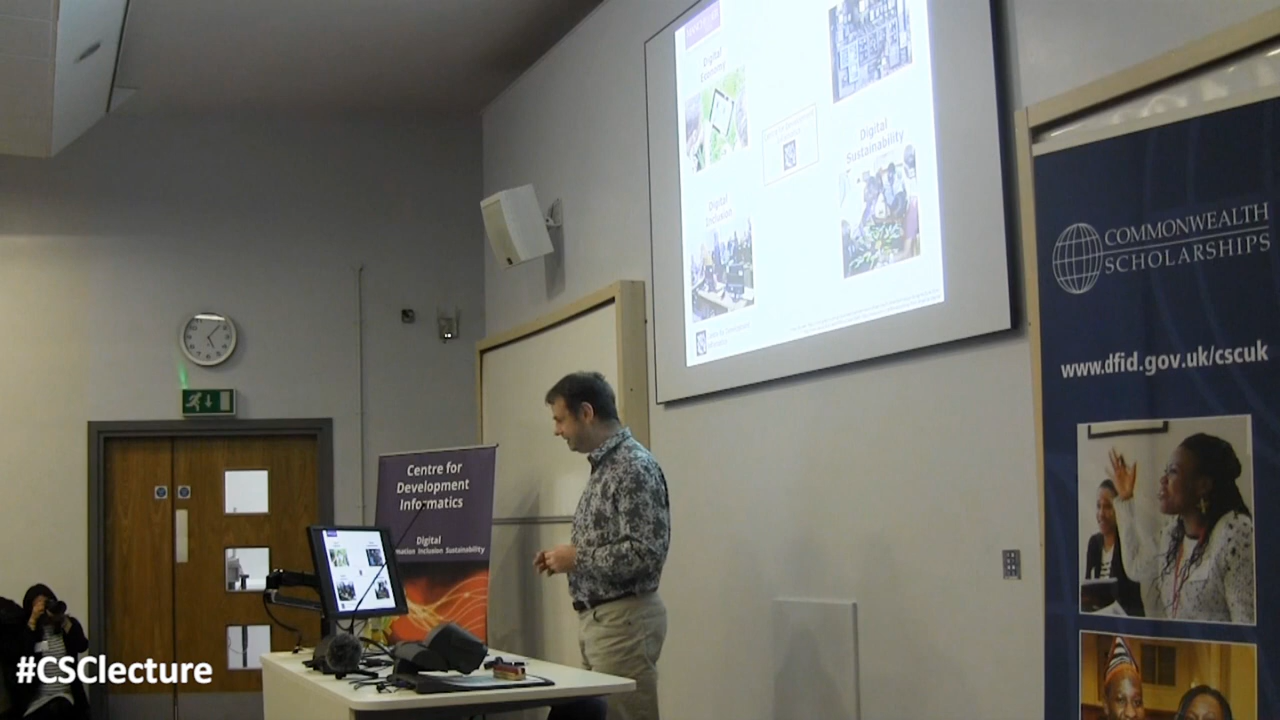 Digital
Economy
Digital
Sustainability
Digital
Inclusion
COMMONWEALTH
SCHOLARSHIPS
www.dfid.gov.uk/cscuk
Centre for
Development
Informatics
Digital
Inclusion Sustainability
#CSClecture